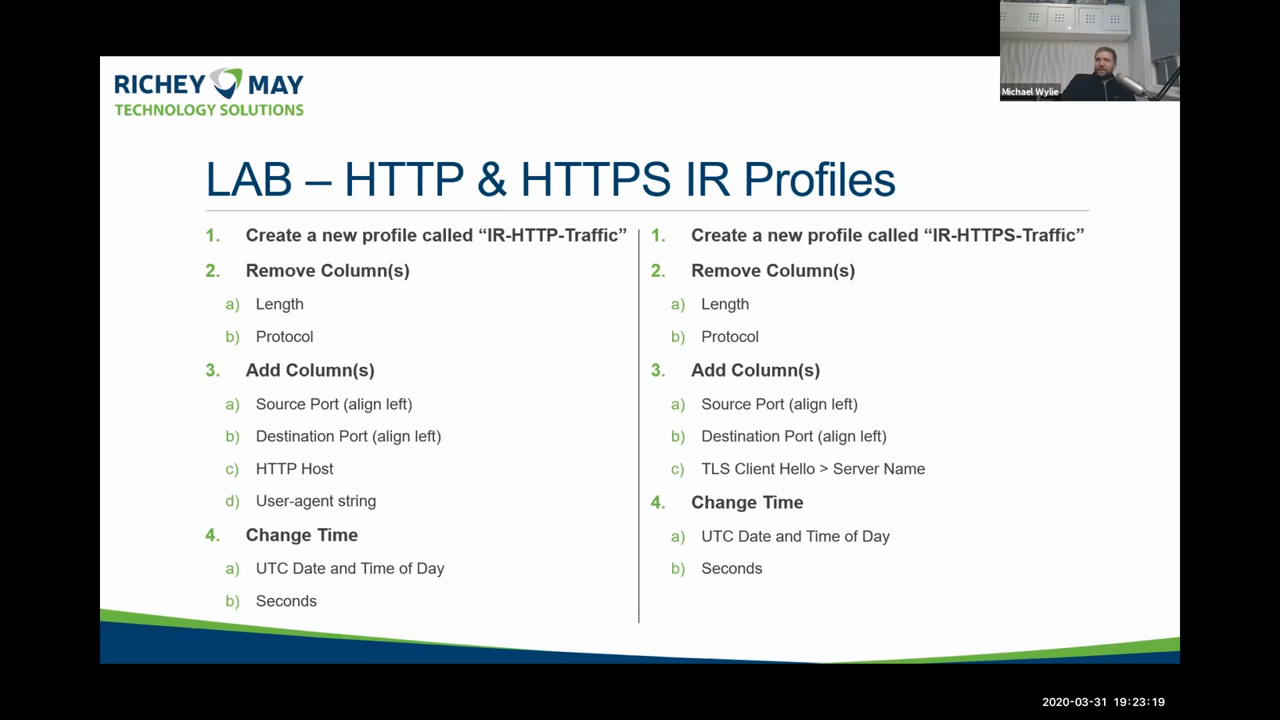 RICHEY MAY
TECHNOLOGY SOLUTIONS
Michael Wylie
LAB – HTTP & HTTPS IR Profiles
1. Create a new profile called “IR-HTTP-Traffic”
2. Remove Column(s)
a) Length
b) Protocol
3. Add Column(s)
a) Source Port (align left)
b) Destination Port (align left)
c) HTTP Host
d) User-agent string
4. Change Time
a) UTC Date and Time of Day
b) Seconds
1. Create a new profile called “IR-HTTPS-Traffic”
2. Remove Column(s)
a) Length
b) Protocol
3. Add Column(s)
a) Source Port (align left)
b) Destination Port (align left)
c) TLS Client Hello > Server Name
4. Change Time
a) UTC Date and Time of Day
b) Seconds
2020-03-31 19:23:19